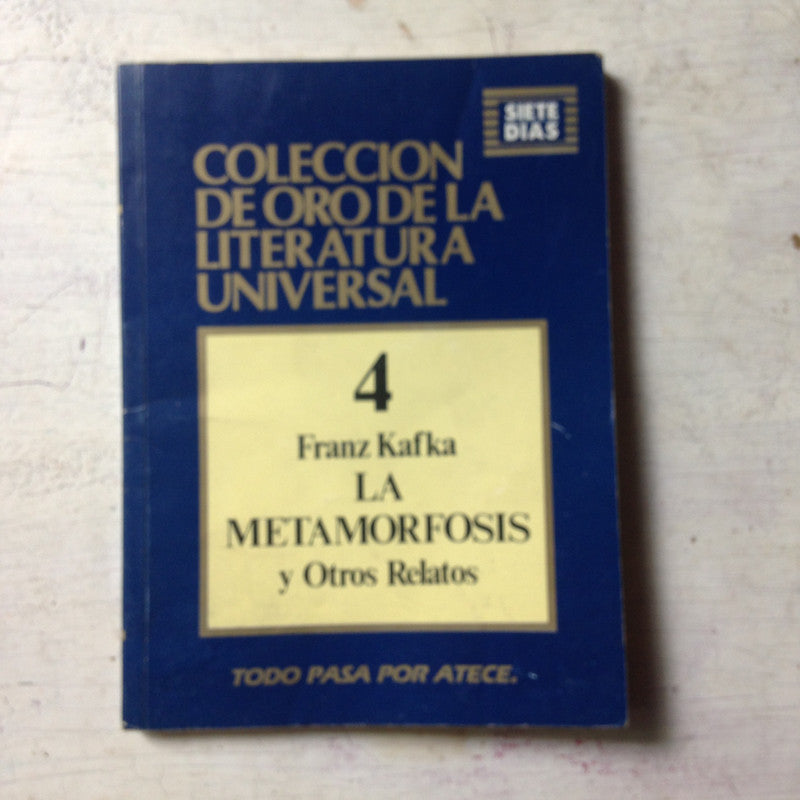 SIETE
DIAS
COLECCION
DE ORO DE LA
LITERATURA
UNIVERSAL
4
Franz Kafka
LA
METAMORFOSIS
y Otros Relatos
TODO PASA POR ATECE.